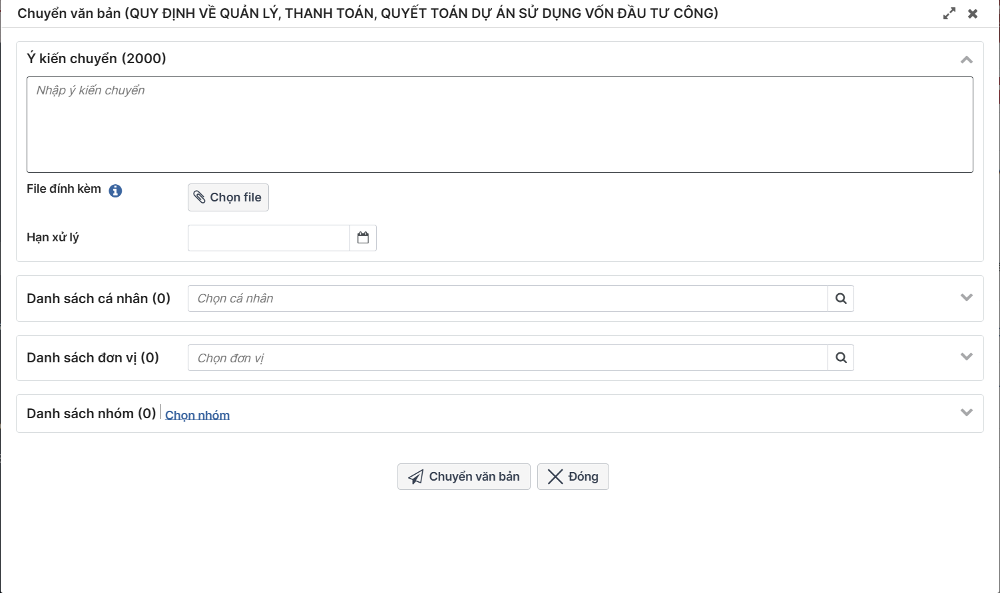 Chuyển văn bản (QUY ĐỊNH VỀ QUẢN LÝ, THANH TOÁN, QUYẾT TOÁN DỰ ÁN SỬ DỤNG VỐN ĐẦU TƯ CÔNG)
Ý kiến chuyển (2000)
Nhập ý kiến chuyển
File đính kèm
Chọn file
Hạn xử lý
Danh sách cá nhân (0)
Chọn cá nhân
Danh sách đơn vị (0)
Chọn đơn vị
Danh sách nhóm (0)
Chọn nhóm
Chuyển văn bản
Đóng